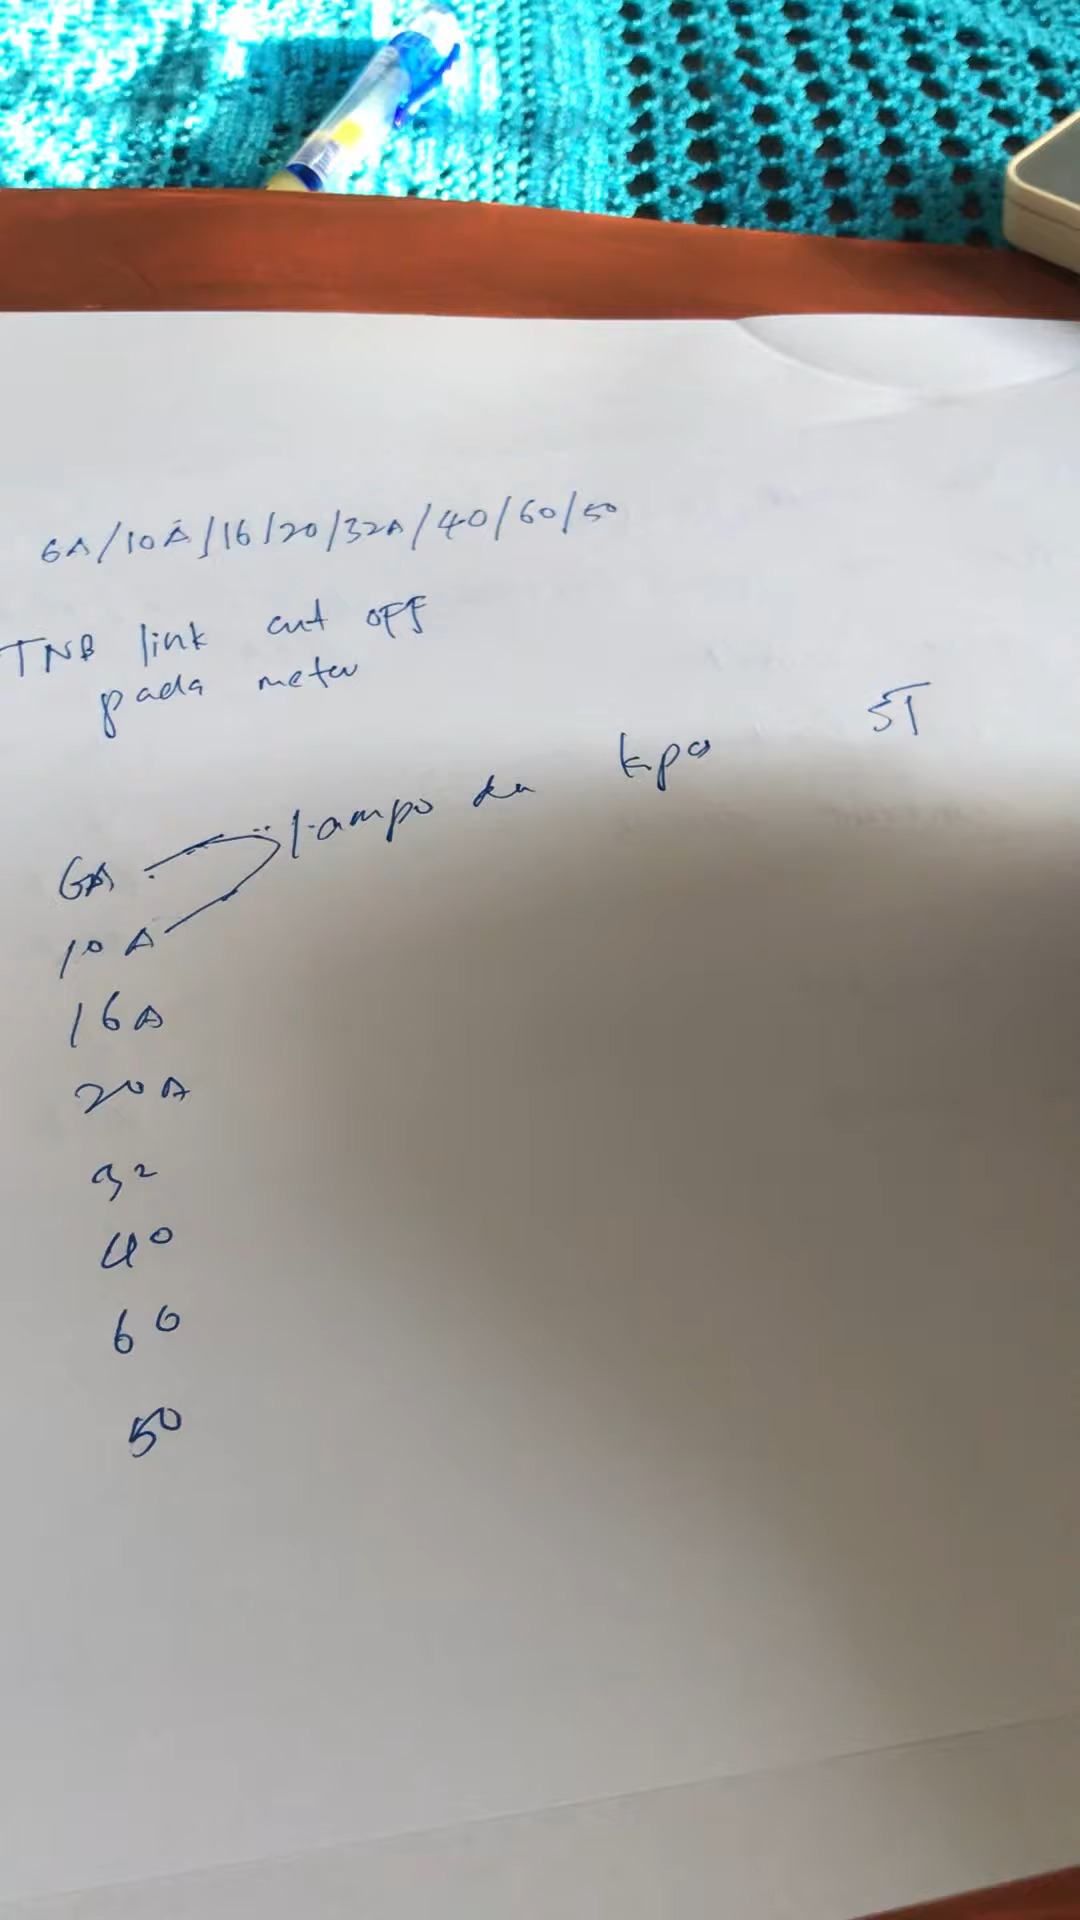 6A/10A/16/20/32A/40/60/50
TNB link cut off
pada meter
ST
lampu dan kipas
6A
10A
16A
20A
32
40
60
50